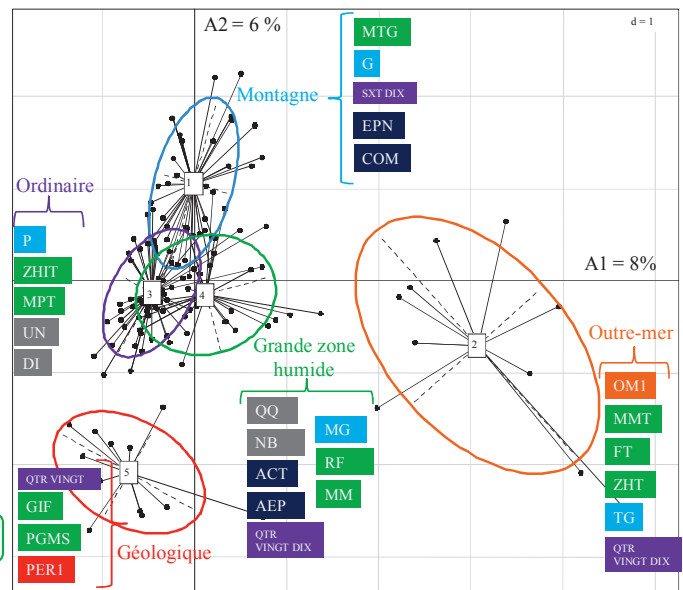 A2 = 6 %
d = 1
Montagne
MTG
G
SXT DIX
EPN
COM
Ordinaire
P
ZHIT
MPT
UN
DI
1
3
4
A1 = 8%
2
Grande zone
humide
QQ
NB
ACT
AEP
QTR
VINGT DIX
MG
RF
MM
Outre-mer
OM1
MMT
FT
ZHT
TG
QTR
VINGT DIX
5
QTR VINGT
GIF
PGMS
PER1
Géologique